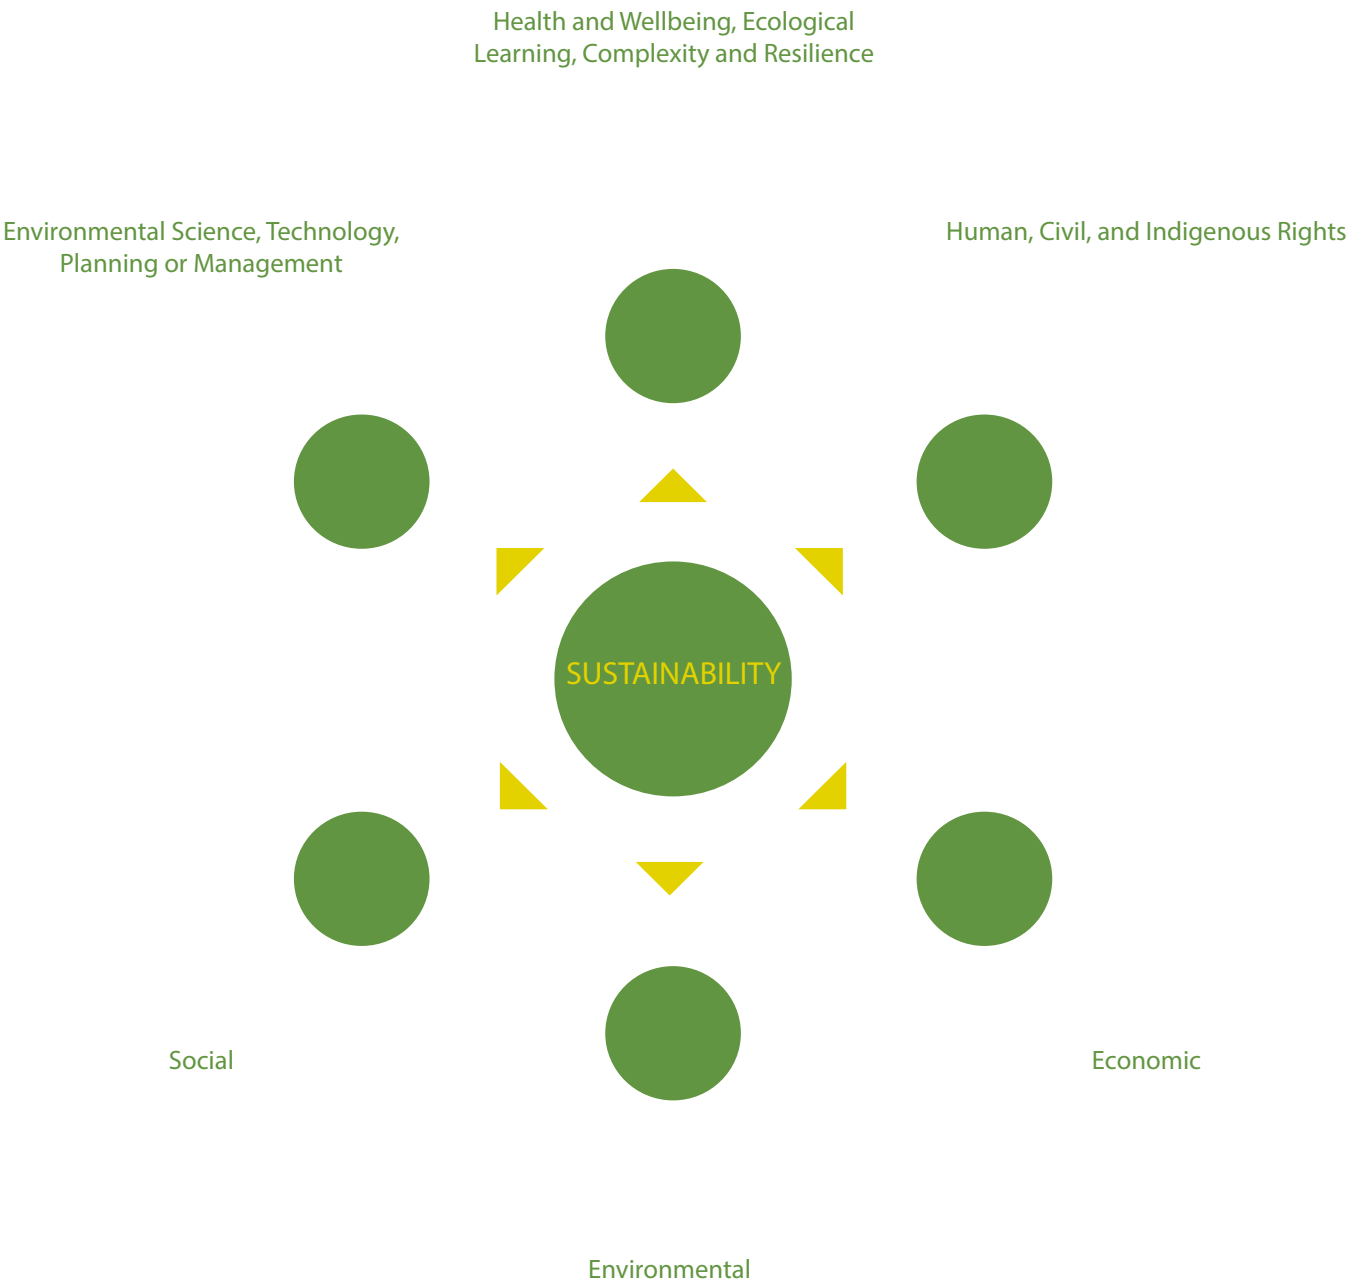 Health and Wellbeing, Ecological
Learning, Complexity and Resilience
Environmental Science, Technology,
Planning or Management
Human, Civil, and Indigenous Rights
SUSTAINABILITY
Social
Economic
Environmental